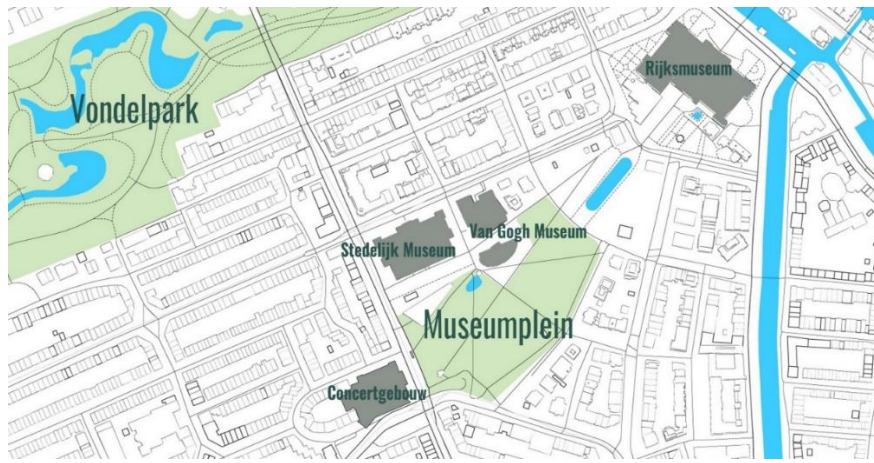 Rijksmuseum
Vondelpark
Van Gogh Museum
Stedelijk Museum
Museumplein
Concertgebouw